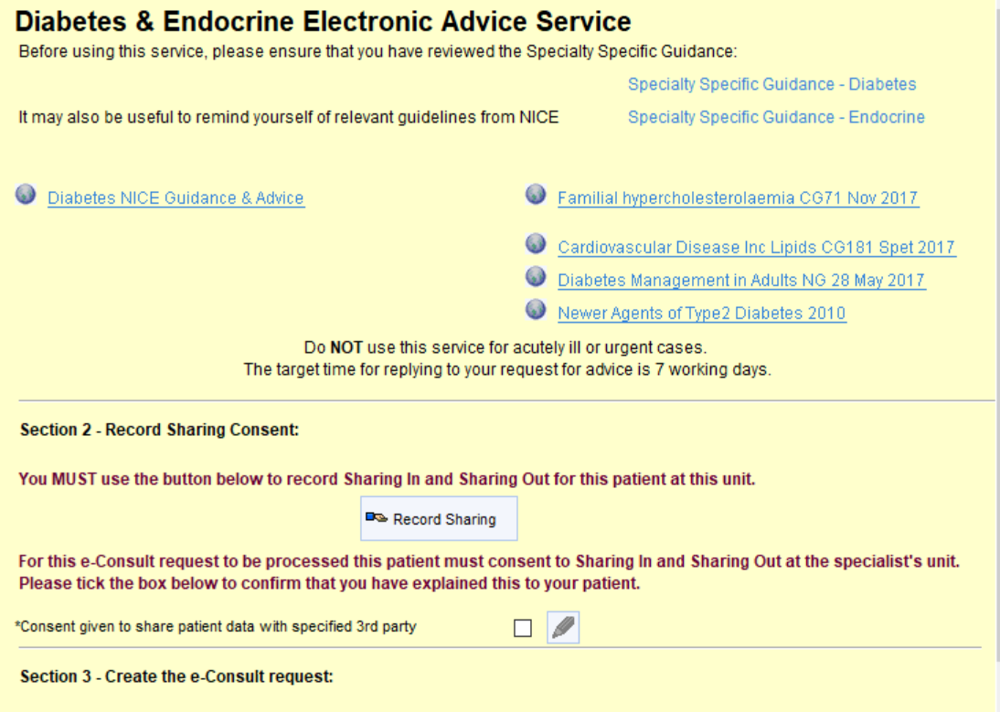 Diabetes & Endocrine Electronic Advice Service
Before using this service, please ensure that you have reviewed the Specialty Specific Guidance:
Specialty Specific Guidance - Diabetes
It may also be useful to remind yourself of relevant guidelines from NICE
Specialty Specific Guidance - Endocrine
Diabetes NICE Guidance & Advice
Familial hypercholesterolaemia CG71 Nov 2017
Cardiovascular Disease Inc Lipids CG181 Spet 2017
Diabetes Management in Adults NG 28 May 2017
Newer Agents of Type2 Diabetes 2010
Do NOT use this service for acutely ill or urgent cases.
The target time for replying to your request for advice is 7 working days.
Section 2 - Record Sharing Consent:
You MUST use the button below to record Sharing In and Sharing Out for this patient at this unit.
Record Sharing
For this e-Consult request to be processed this patient must consent to Sharing In and Sharing Out at the specialist's unit.
Please tick the box below to confirm that you have explained this to your patient.
*Consent given to share patient data with specified 3rd party
Section 3 - Create the e-Consult request: